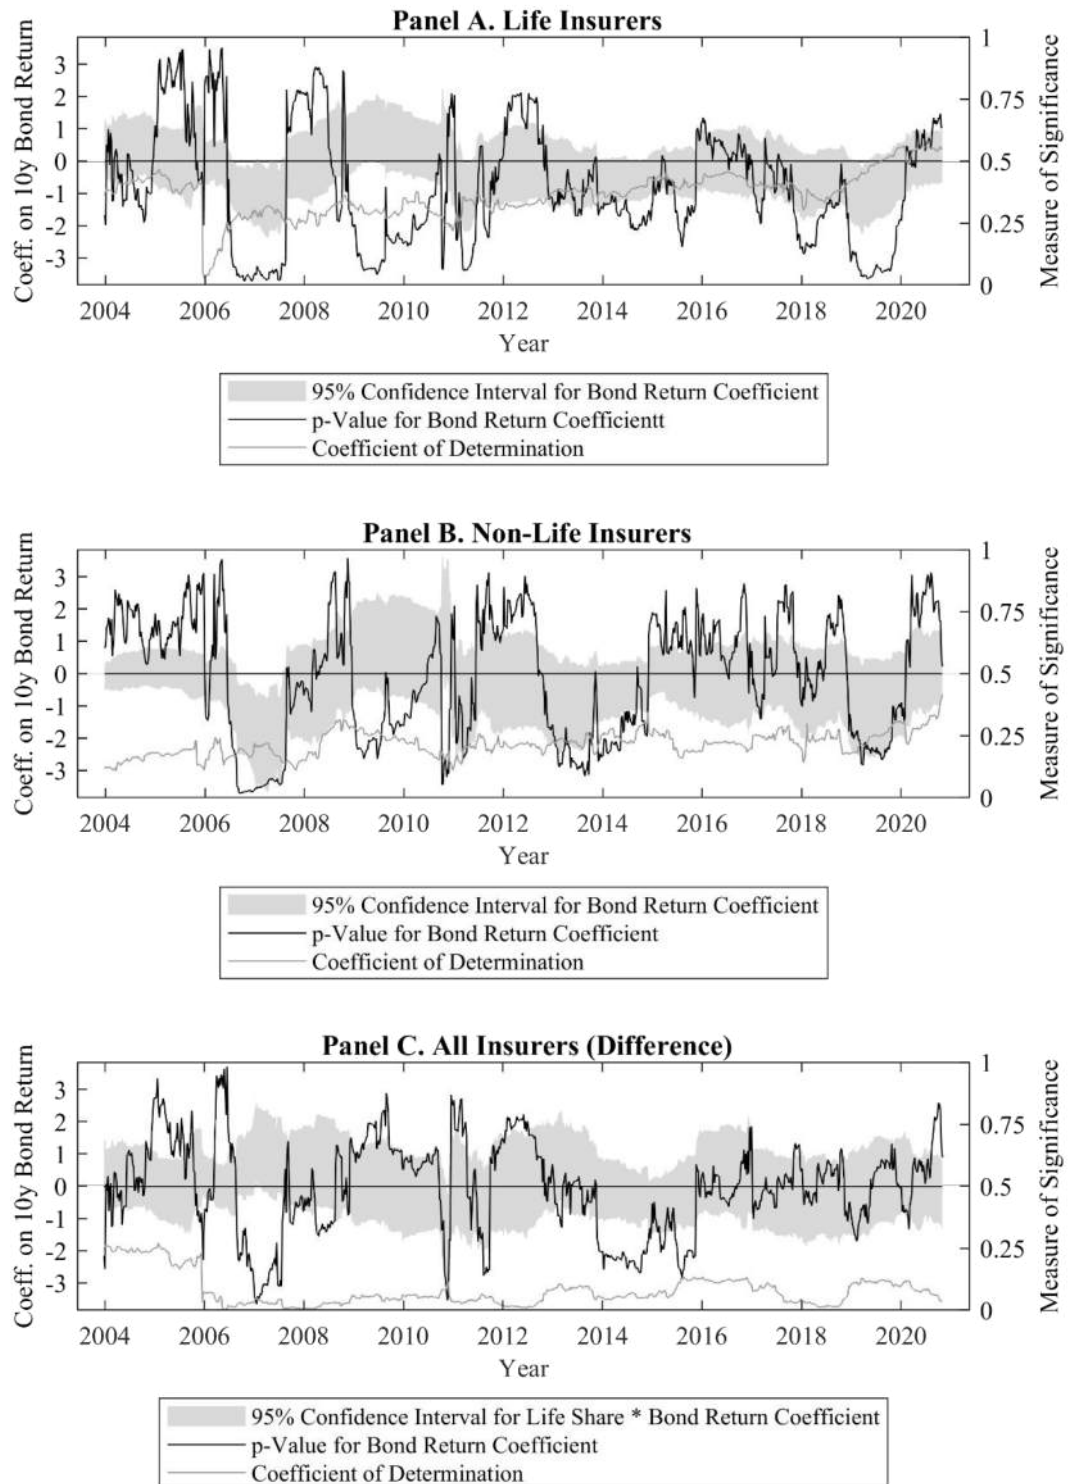 Panel A. Life Insurers
Coeff. on 10y Bond Return
3
2
1
0
-1
-2
-3
1
0.75
0.5
0.25
0
Measure of Significance
2004 2006 2008 2010 2012 2014 2016 2018 2020
Year
95% Confidence Interval for Bond Return Coefficient
p-Value for Bond Return Coefficientt
Coefficient of Determination
Panel B. Non-Life Insurers
Coeff. on 10y Bond Return
3
2
1
0
-1
-2
-3
1
0.75
0.5
0.25
0
Measure of Significance
2004 2006 2008 2010 2012 2014 2016 2018 2020
Year
95% Confidence Interval for Bond Return Coefficient
p-Value for Bond Return Coefficient
Coefficient of Determination
Panel C. All Insurers (Difference)
Coeff. on 10y Bond Return
3
2
1
0
-1
-2
-3
1
0.75
0.5
0.25
0
Measure of Significance
2004 2006 2008 2010 2012 2014 2016 2018 2020
Year
95% Confidence Interval for Life Share * Bond Return Coefficient
p-Value for Bond Return Coefficient
Coefficient of Determination